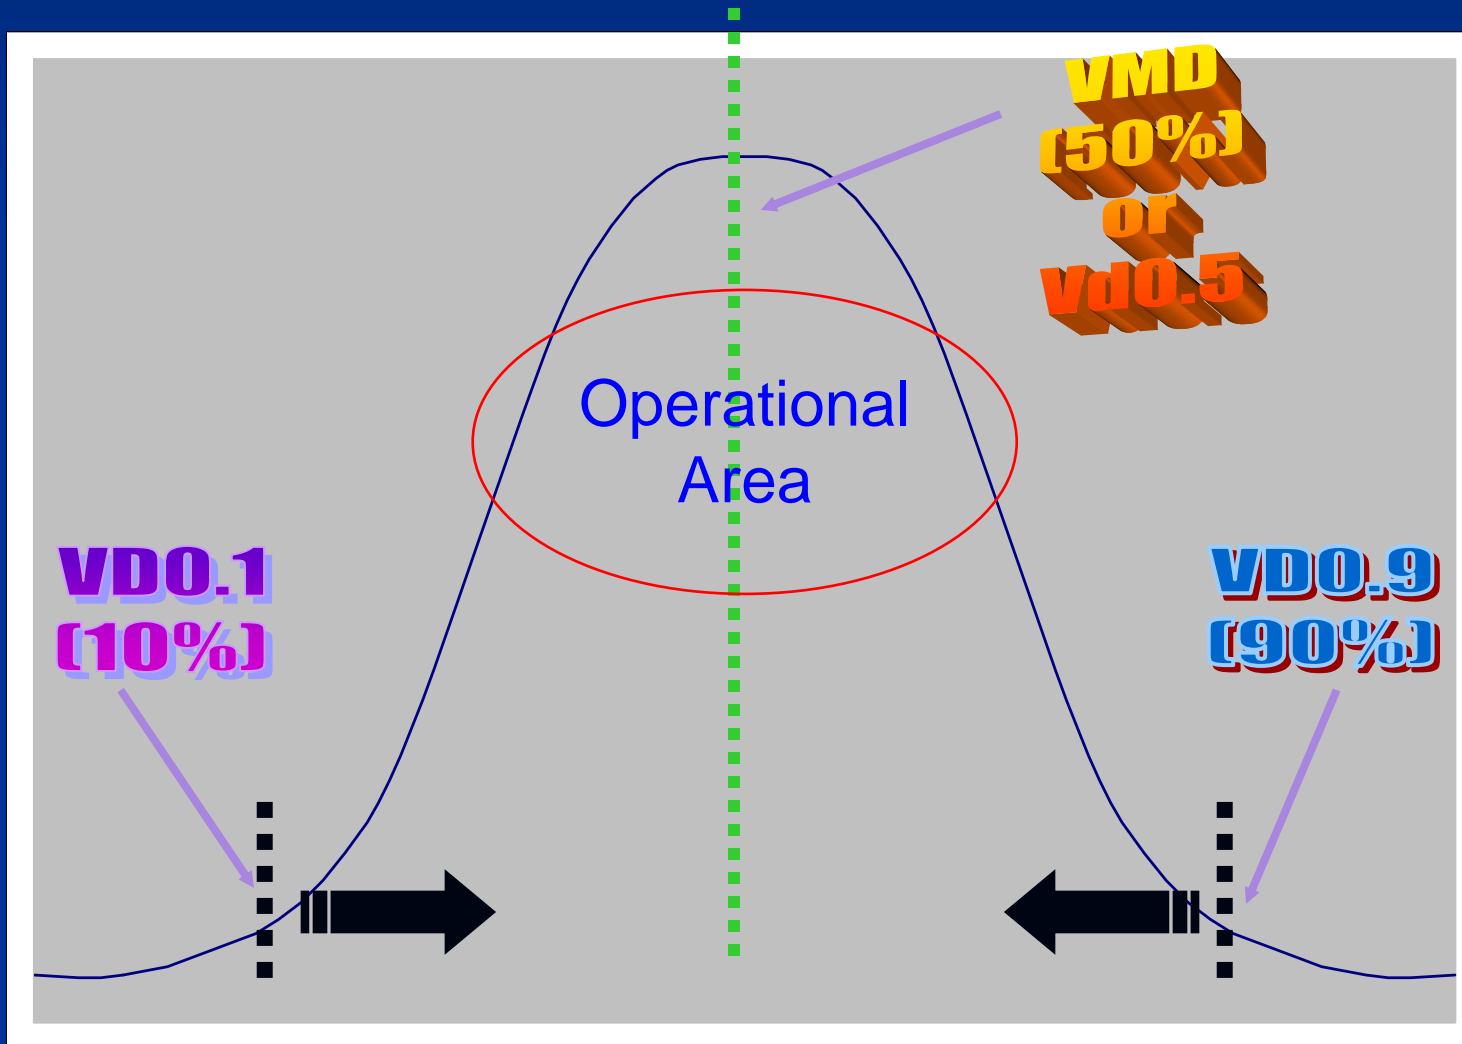 VMD
(50%)
or
Vd0.5
Operational
Area
VD0.1
(10%)
VD0.9
(90%)